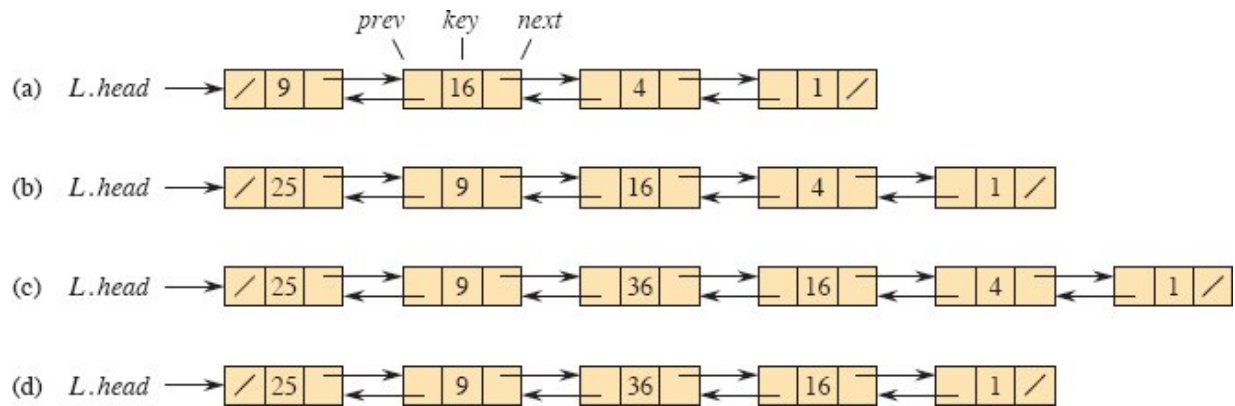 prev key next
(a) L.head / 9 16 4 1 /
(b) L.head / 25 9 16 4 1 /
(c) L.head / 25 9 36 16 4 1 /
(d) L.head / 25 9 36 16 1 /